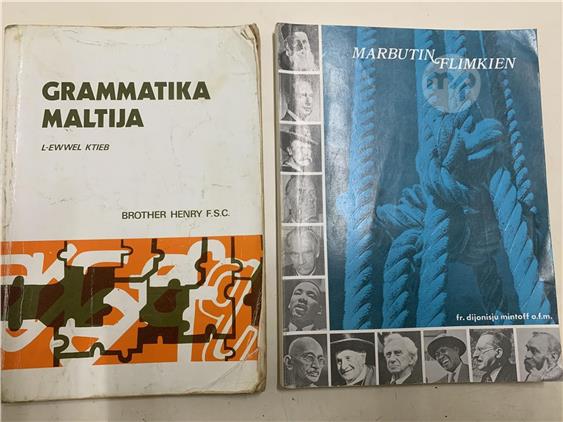 GRAMMATIKA
MALTIJA
L-EWWEL KTIEB
BROTHER HENRY F.S.C.
MARBUTIN
FLIMKIEN
fr. dijonisju mintoff o.f.m.